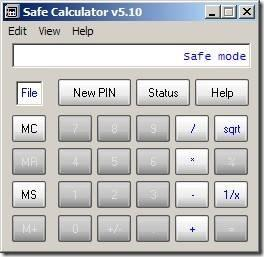 Safe Calculator v5.10
Edit View Help
Safe mode
File New PIN Status Help
MC 7 8 9 / sqrt
MR 4 5 6 * %
MS 1 2 3 - 1/x
M+ 0 +/- . + =